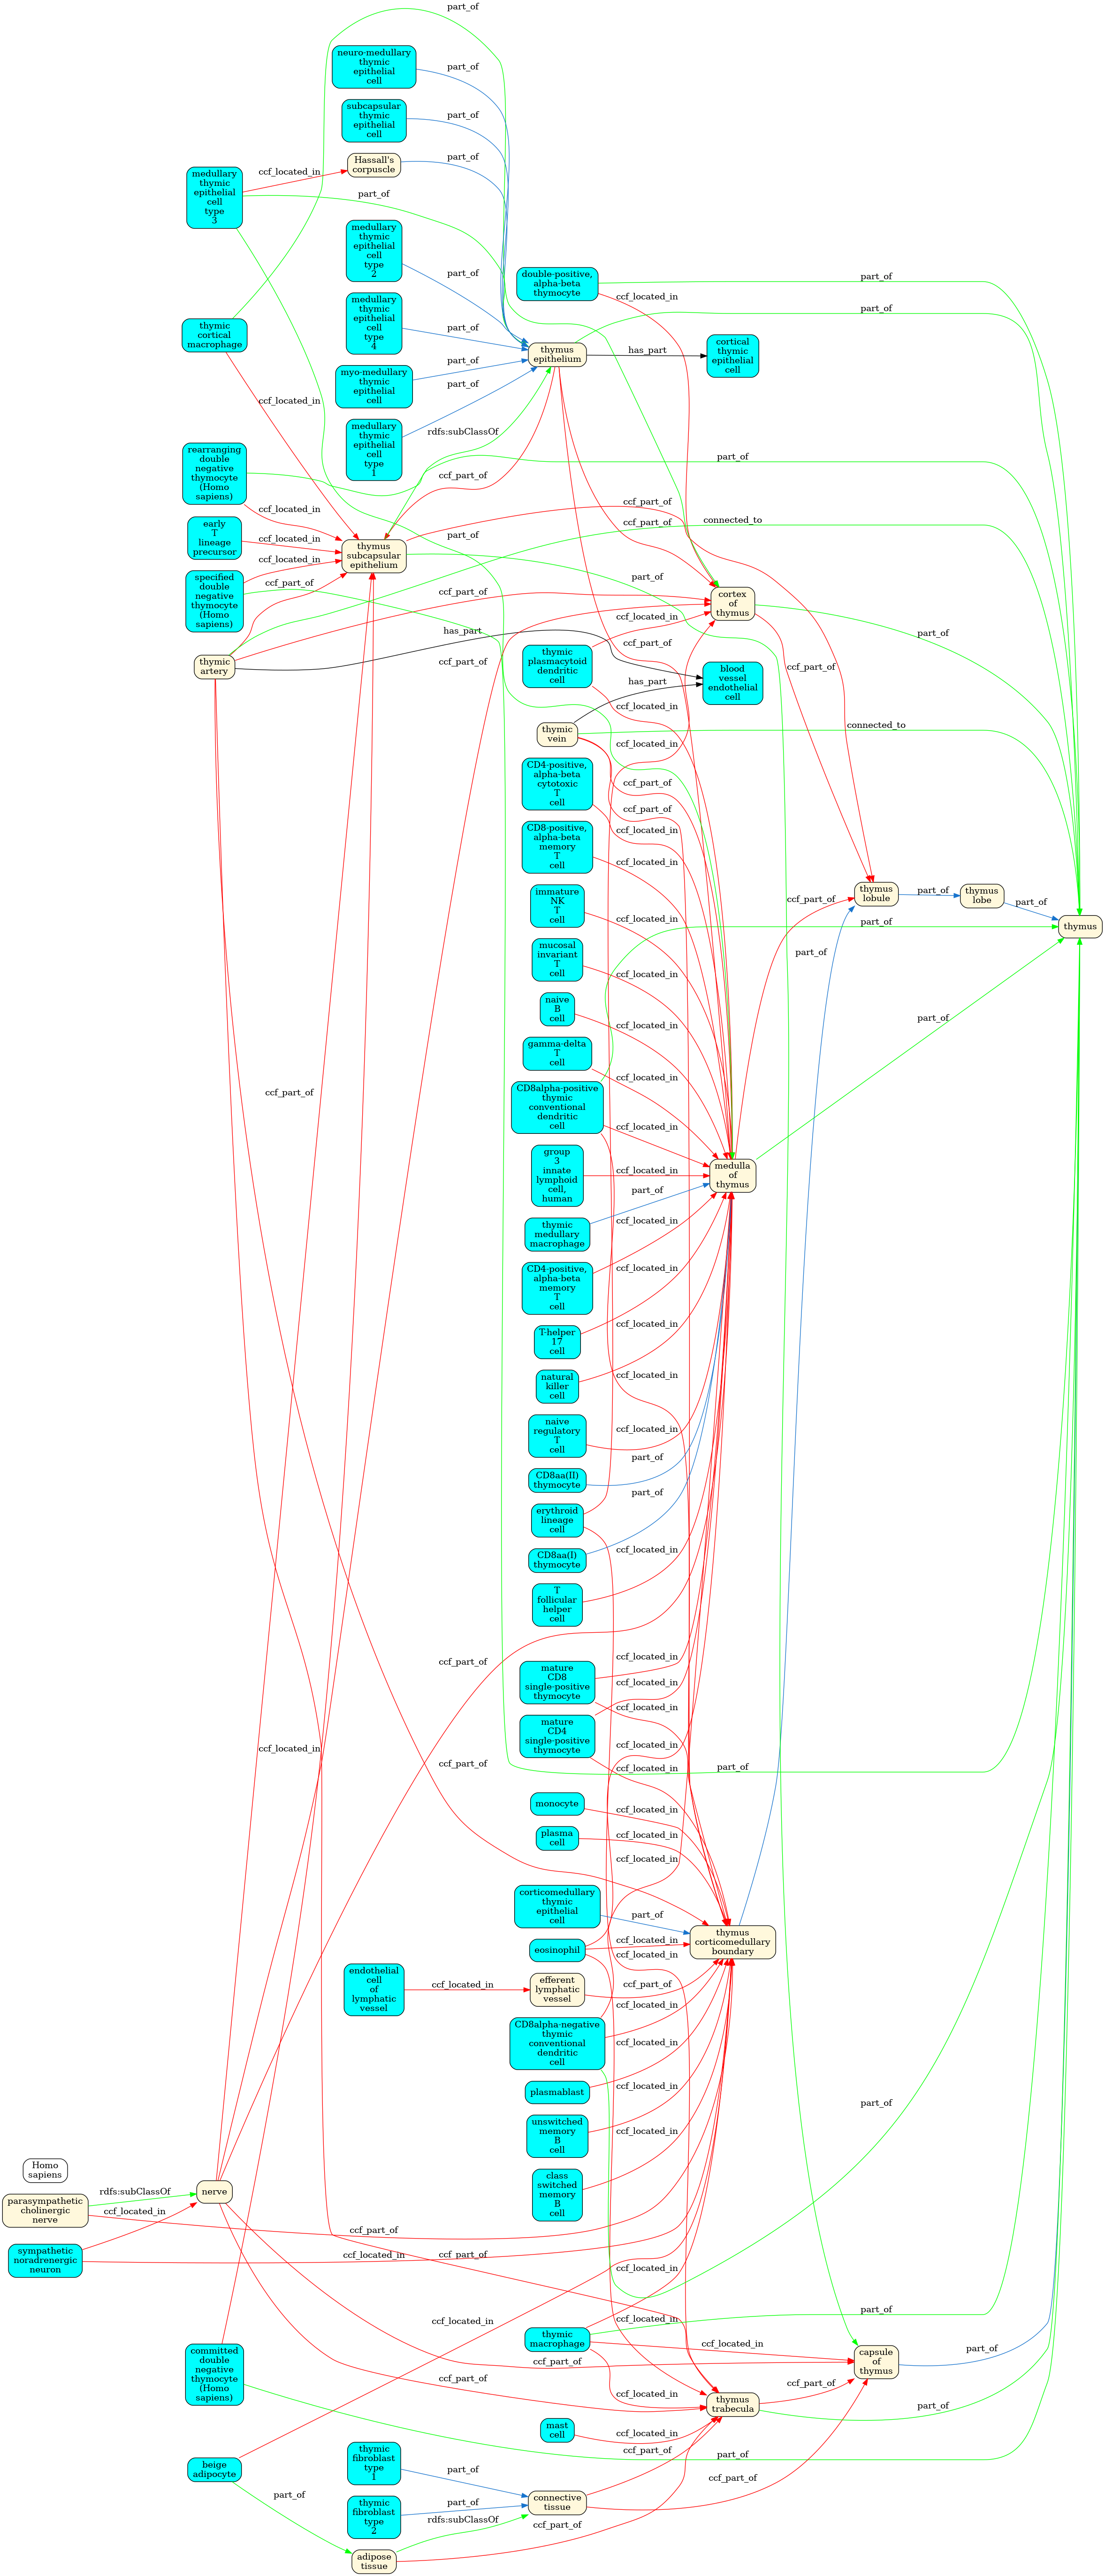 part_of
neuro-medullary
thymic
epithelial
cell
part_of
subcapsular
thymic
epithelial
cell
part_of
Hassall's
corpuscle
part_of
medullary
thymic
epithelial
cell
type
3
ccf_located_in
part_of
medullary
thymic
epithelial
cell
type
2
part_of
double-positive,
alpha-beta
thymocyte
part_of
ccf_located_in
medullary
thymic
epithelial
cell
type
4
part_of
part_of
thymic
cortical
macrophage
thymus
epithelium
has_part
cortical
thymic
epithelial
cell
myo-medullary
thymic
epithelial
cell
part_of
part_of
ccf_located_in
medullary
thymic
epithelial
cell
type
1
rdfs:subClassOf
rearranging
double
negative
thymocyte
(Homo
sapiens)
part_of
ccf_part_of
ccf_located_in
ccf_part_of
early
T
lineage
precursor
ccf_located_in
part_of
ccf_part_of
connected_to
thymus
subcapsular
epithelium
ccf_located_in
specified
double
negative
thymocyte
(Homo
sapiens)
ccf_part_of
part_of
ccf_part_of
cortex
of
thymus
ccf_located_in
thymic
artery
has_part
ccf_part_of
thymic
plasmacytoid
dendritic
cell
ccf_part_of
part_of
ccf_part_of
has_part
blood
vessel
endothelial
cell
ccf_located_in
thymic
vein
connected_to
ccf_located_in
CD4-positive,
alpha-beta
cytotoxic
T
cell
ccf_part_of
ccf_part_of
ccf_located_in
CD8-positive,
alpha-beta
memory
T
cell
ccf_located_in
immature
NK
T
cell
ccf_located_in
thymus
lobule
part_of
thymus
lobe
part_of
ccf_part_of
part_of
thymus
mucosal
invariant
T
cell
ccf_located_in
part_of
naive
B
cell
ccf_located_in
part_of
gamma-delta
T
cell
ccf_located_in
ccf_part_of
CD8alpha-positive
thymic
conventional
dendritic
cell
ccf_located_in
group
3
innate
lymphoid
cell,
human
ccf_located_in
medulla
of
thymus
part_of
thymic
medullary
macrophage
ccf_located_in
CD4-positive,
alpha-beta
memory
T
cell
ccf_located_in
T-helper
17
cell
ccf_located_in
natural
killer
cell
ccf_located_in
naive
regulatory
T
cell
ccf_located_in
part_of
CD8aa(II)
thymocyte
part_of
erythroid
lineage
cell
CD8aa(I)
thymocyte
ccf_located_in
T
follicular
helper
cell
ccf_part_of
mature
CD8
single-positive
thymocyte
ccf_located_in
ccf_located_in
ccf_located_in
mature
CD4
single-positive
thymocyte
ccf_located_in
ccf_located_in
ccf_located_in
ccf_part_of
part_of
monocyte
ccf_located_in
plasma
cell
ccf_located_in
ccf_located_in
corticomedullary
thymic
epithelial
cell
part_of
thymus
corticomedullary
boundary
eosinophil
ccf_located_in
ccf_located_in
endothelial
cell
of
lymphatic
vessel
ccf_located_in
efferent
lymphatic
vessel
ccf_part_of
ccf_located_in
CD8alpha-negative
thymic
conventional
dendritic
cell
ccf_located_in
plasmablast
ccf_located_in
part_of
unswitched
memory
B
cell
ccf_located_in
Homo
sapiens
class
switched
memory
B
cell
rdfs:subClassOf
nerve
parasympathetic
cholinergic
nerve
ccf_located_in
ccf_part_of
sympathetic
noradrenergic
neuron
ccf_located_in
ccf_part_of
ccf_located_in
part_of
ccf_located_in
ccf_located_in
thymic
macrophage
ccf_located_in
part_of
capsule
of
thymus
committed
double
negative
thymocyte
(Homo
sapiens)
ccf_part_of
ccf_part_of
ccf_part_of
ccf_located_in
thymus
trabecula
part_of
mast
cell
ccf_located_in
ccf_part_of
part_of
beige
adipocyte
thymic
fibroblast
type
1
part_of
ccf_part_of
part_of
connective
tissue
thymic
fibroblast
type
2
part_of
rdfs:subClassOf
ccf_part_of
adipose
tissue